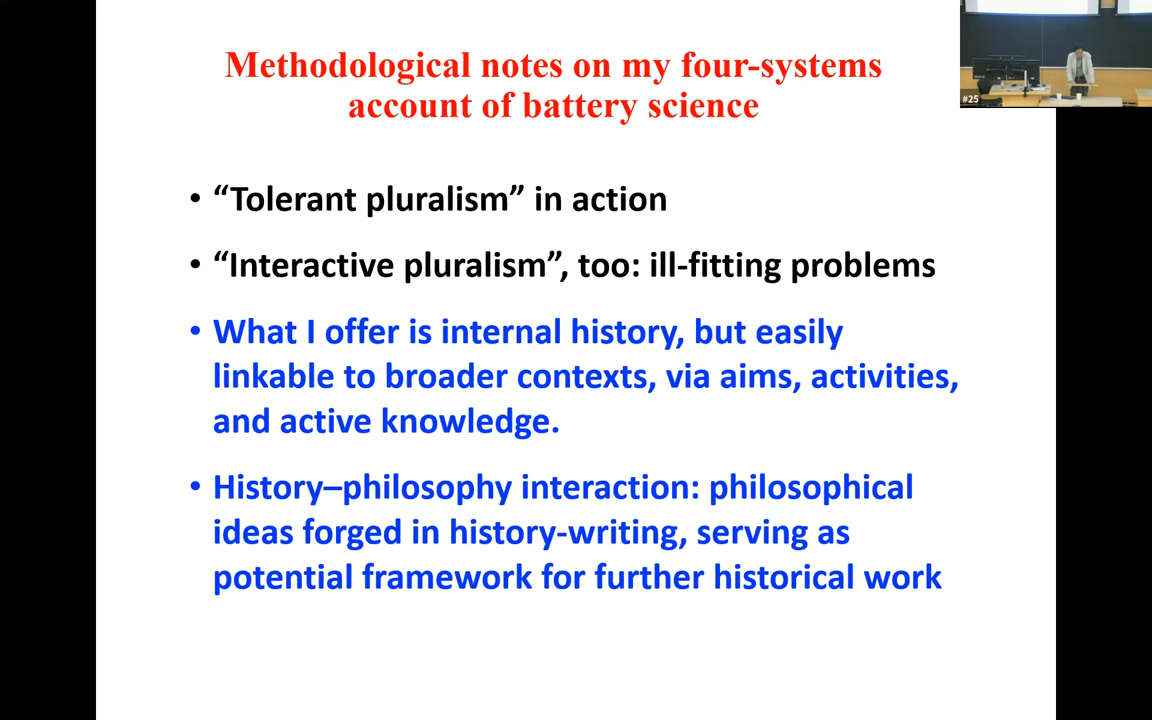 Methodological notes on my four-systems
account of battery science
#25
• “Tolerant pluralism” in action
• “Interactive pluralism”, too: ill-fitting problems
• What I offer is internal history, but easily
linkable to broader contexts, via aims, activities,
and active knowledge.
• History–philosophy interaction: philosophical
ideas forged in history-writing, serving as
potential framework for further historical work